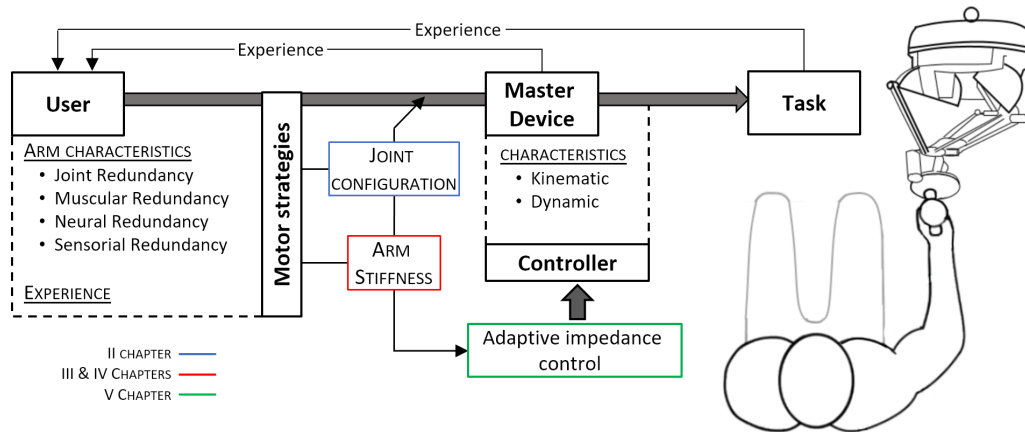 Experience
Experience
User
Master
Device
Task
ARM CHARACTERISTICS
• Joint Redundancy
• Muscular Redundancy
• Neural Redundancy
• Sensorial Redundancy
EXPERIENCE
Motor strategies
JOINT
CONFIGURATION
ARM
STIFFNESS
CHARACTERISTICS
• Kinematic
• Dynamic
Controller
Adaptive impedance
control
II CHAPTER
III & IV CHAPTERS
V CHAPTER